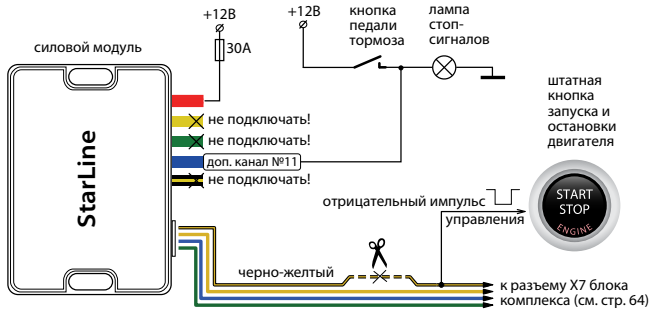 +12В
+12В
кнопка
педали
тормоза
лампа
стоп-
сигналов
силовой модуль
30А
штатная
кнопка
запуска и
остановки
двигателя
не подключать!
не подключать!
доп. канал №11
не подключать!
StarLine
отрицательный импульс
управления
START
STOP
ENGINE
черно-желтый
к разъему X7 блока
комплекса (см. стр. 64)